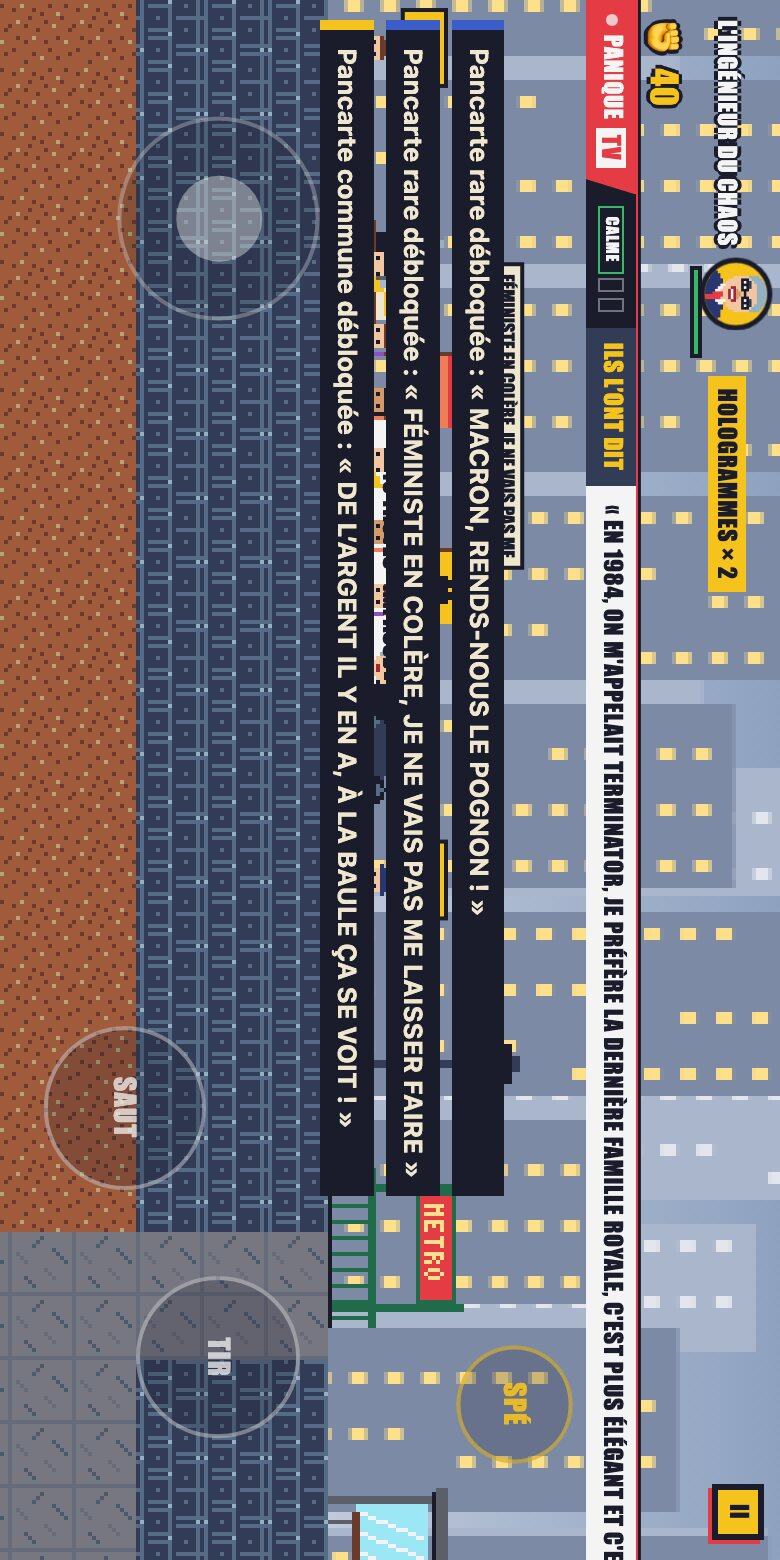 L'INGÉNIEUR DU CHAOS
HOLOGRAMMES × 2
40
PANIQUE TV
CALME
ILS L'ONT DIT
« EN 1984, ON M'APPELAIT TERMINATOR, JE PRÉFÈRE LA DERNIÈRE FAMILLE ROYALE, C'EST PLUS ÉLÉGANT ET C'E
FÉMINISTE EN COLÈRE, JE NE VAIS PAS ME
Pancarte rare débloquée : « MACRON, RENDS-NOUS LE POGNON ! »
Pancarte rare débloquée : « FÉMINISTE EN COLÈRE, JE NE VAIS PAS ME LAISSER FAIRE »
Pancarte commune débloquée : « DE L'ARGENT IL Y EN A, À LA BAULE ÇA SE VOIT ! »
METRO
SPÉ
TIR
SAUT